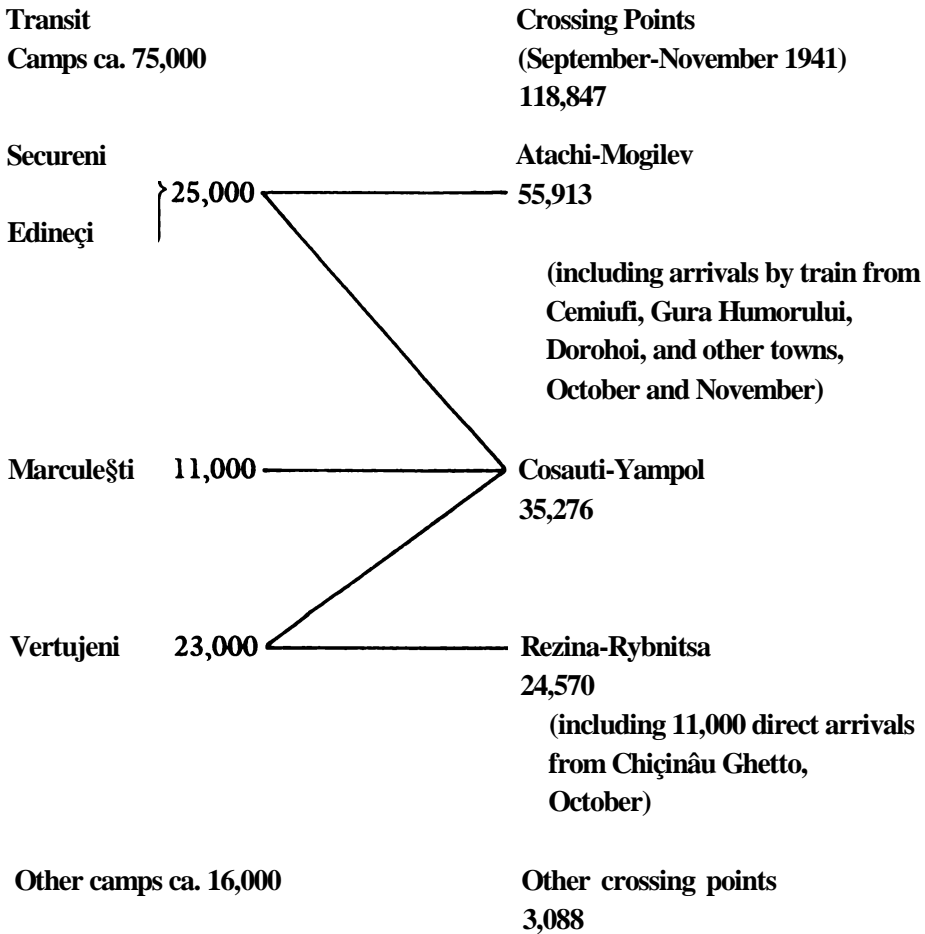 Transit
Camps ca. 75,000
Crossing Points
(September-November 1941)
118,847
Secureni
Edineçi
25,000
Atachi-Mogilev
55,913
(including arrivals by train from
Cemiufi, Gura Humorului,
Dorohoi, and other towns,
October and November)
Marcule§ti 11,000
Cosauti-Yampol
35,276
Vertujeni 23,000
Rezina-Rybnitsa
24,570
(including 11,000 direct arrivals
from Chiçinâu Ghetto,
October)
Other camps ca. 16,000
Other crossing points
3,088